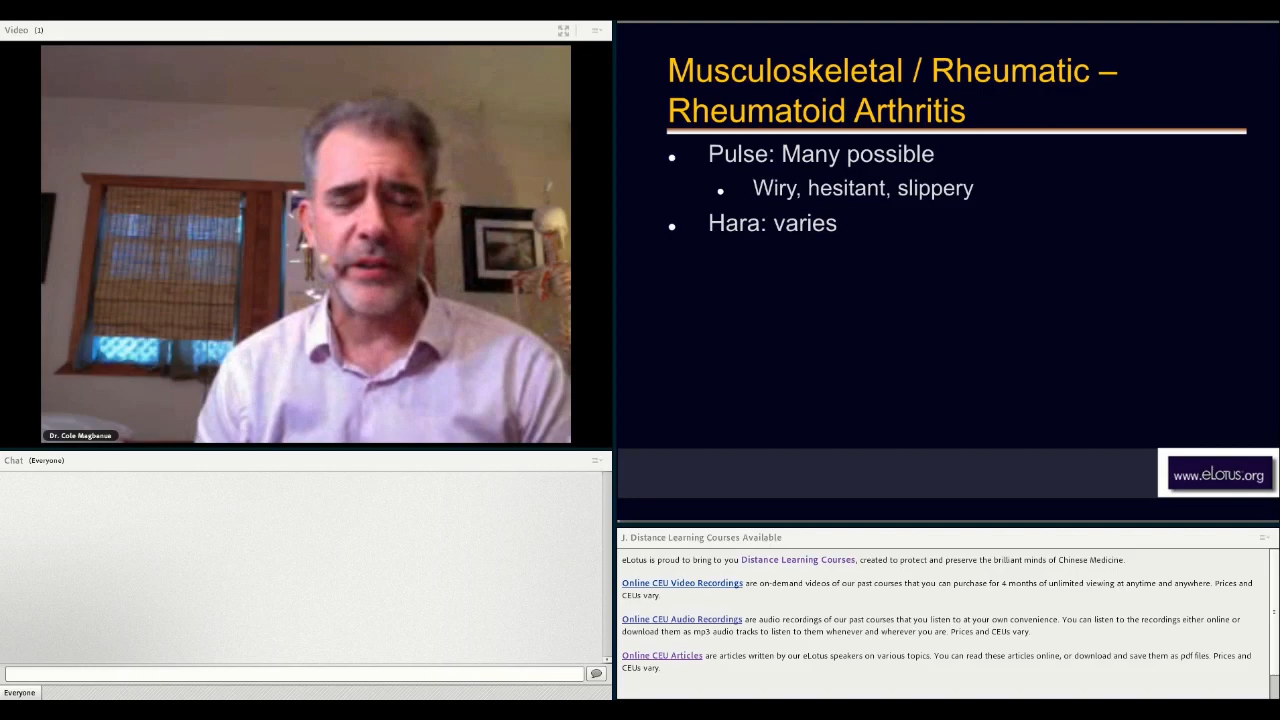 Video (1)
Dr. Cole Magbanua
Chat (Everyone)
Everyone
Musculoskeletal / Rheumatic –
Rheumatoid Arthritis
Pulse: Many possible
Wiry, hesitant, slippery
Hara: varies
www.eLotus.org
J. Distance Learning Courses Available
eLotus is proud to bring to you Distance Learning Courses, created to protect and preserve the brilliant minds of Chinese Medicine.
Online CEU Video Recordings are on-demand videos of our past courses that you can purchase for 4 months of unlimited viewing at anytime and anywhere. Prices and
CEUs vary.
Online CEU Audio Recordings are audio recordings of our past courses that you listen to at your own convenience. You can listen to the recordings either online or
download them as mp3 audio tracks to listen to them whenever and wherever you are. Prices and CEUs vary.
Online CEU Articles are articles written by our eLotus speakers on various topics. You can read these articles online, or download and save them as pdf files. Prices and
CEUs vary.